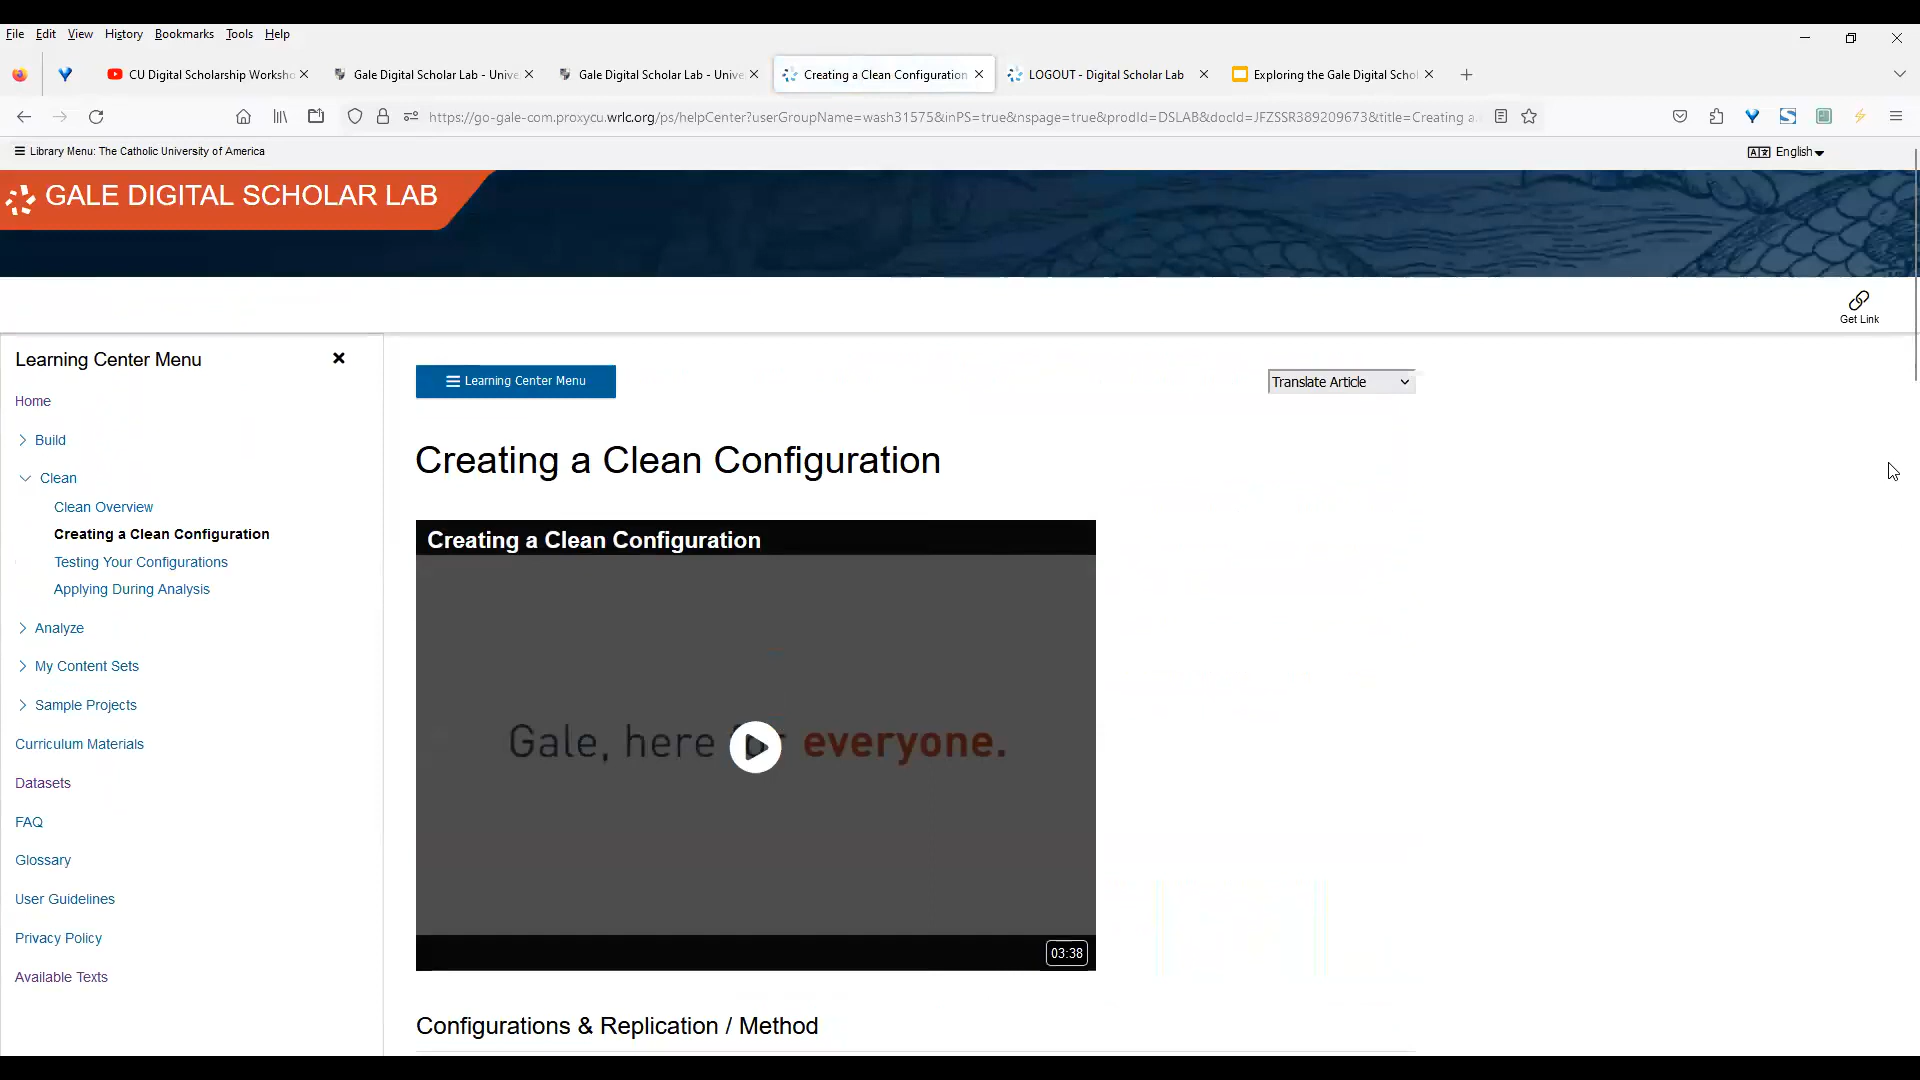 File Edit View History Bookmarks Tools Help
CU Digital Scholarship Worksho
Gale Digital Scholar Lab - Unive
Gale Digital Scholar Lab - Unive
Creating a Clean Configuration
LOGOUT - Digital Scholar Lab
Exploring the Gale Digital Schol
https://go-gale-com.proxycu.wrlc.org/ps/helpCenter?userGroupName=wash31575&inPS=true&nspage=true&prodId=DSLAB&docId=JFZSSR389209673&title=Creating a
Library Menu: The Catholic University of America
English
GALE DIGITAL SCHOLAR LAB
Get Link
Learning Center Menu
Home
Build
Clean
Clean Overview
Creating a Clean Configuration
Testing Your Configurations
Applying During Analysis
Analyze
My Content Sets
Sample Projects
Curriculum Materials
Datasets
FAQ
Glossary
User Guidelines
Privacy Policy
Available Texts
Learning Center Menu
Translate Article
Creating a Clean Configuration
Creating a Clean Configuration
Gale, here for everyone.
03:38
Configurations & Replication / Method